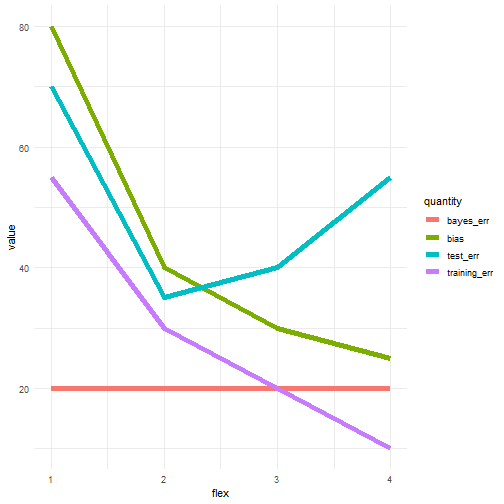 80
60
40
20
value
1 2 3 4
flex
quantity
bayes_err
bias
test_err
training_err